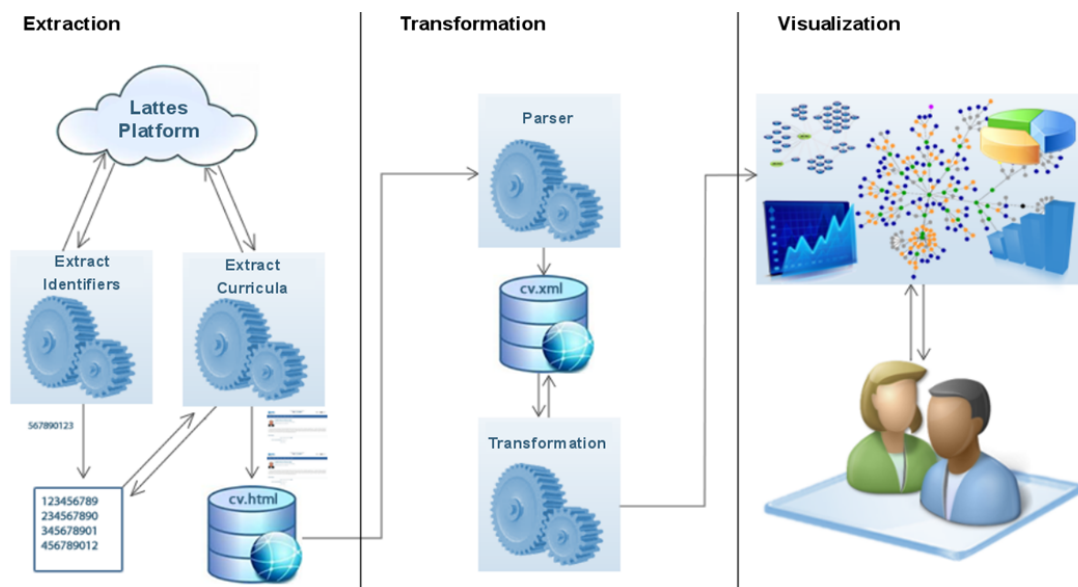 Extraction
Transformation
Visualization
Lattes
Platform
Extract
Identifiers
Extract
Curricula
567890123
123456789
234567890
345678901
456789012
cv.html
Parser
cv.xml
Transformation